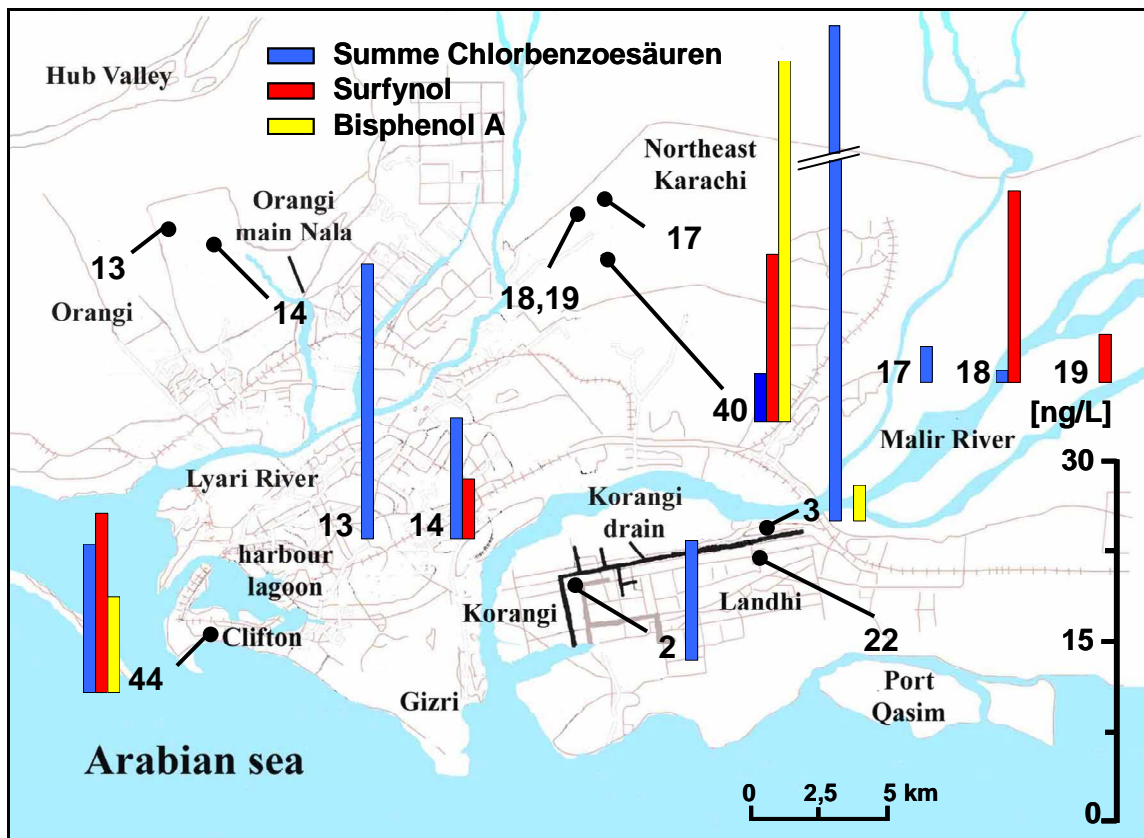 Summe Chlorbenzoesäuren
Surfynol
Bisphenol A
Hub Valley
Northeast
Karachi
Orangi
main Nala
13
14
Orangi
17
18,19
40
17
18
19
[ng/L]
Malir River
30
Lyari River
13
14
Korangi
drain
3
harbour
lagoon
Korangi
Landhi
Clifton
44
2
22
15
Gizri
Port
Qasim
Arabian sea
0
2,5
5 km
0